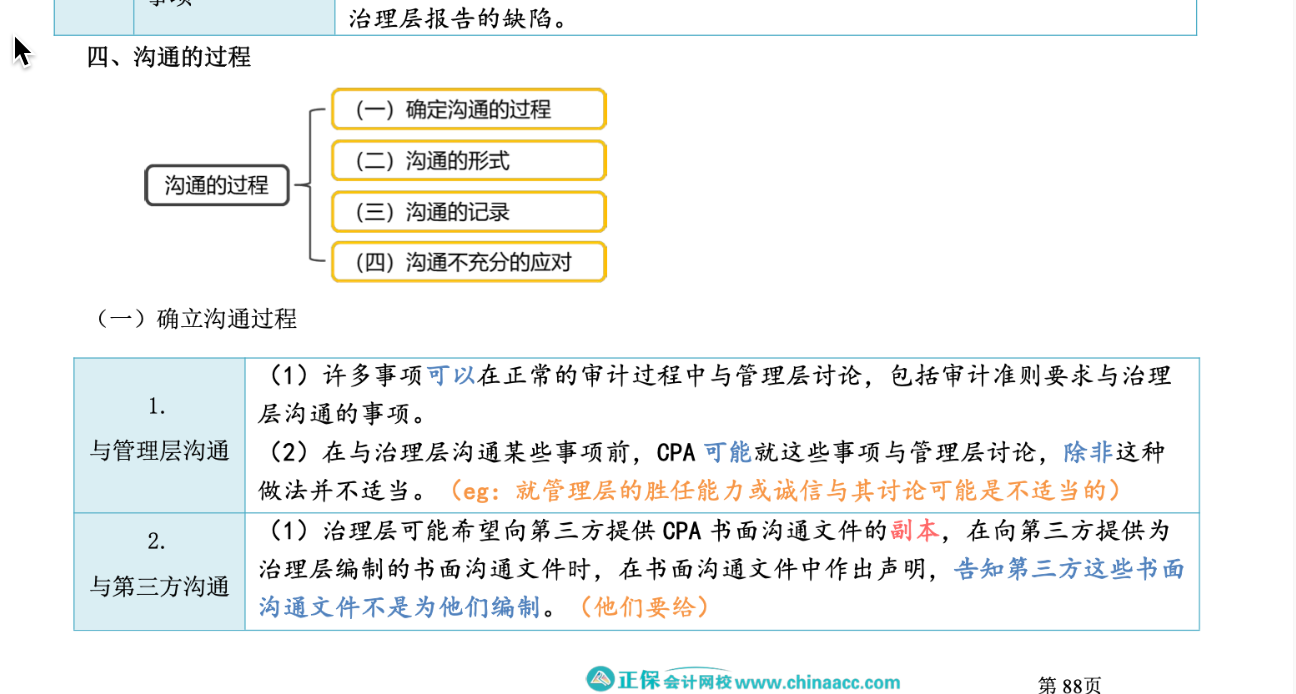 事项
治理层报告的缺陷。
四、沟通的过程
沟通的过程
（一）确定沟通的过程
（二）沟通的形式
（三）沟通的记录
（四）沟通不充分的应对
（一）确立沟通过程
1.
与管理层沟通
（1）许多事项可以在正常的审计过程中与管理层讨论，包括审计准则要求与治理
层沟通的事项。
（2）在与治理层沟通某些事项前，CPA 可能就这些事项与管理层讨论，除非这种
做法并不适当。（eg：就管理层的胜任能力或诚信与其讨论可能是不适当的）
2.
与第三方沟通
（1）治理层可能希望向第三方提供 CPA 书面沟通文件的副本，在向第三方提供为
治理层编制的书面沟通文件时，在书面沟通文件中作出声明，告知第三方这些书面
沟通文件不是为他们编制。（他们要给）
正保会计网校 www.chinaacc.com
第 88页